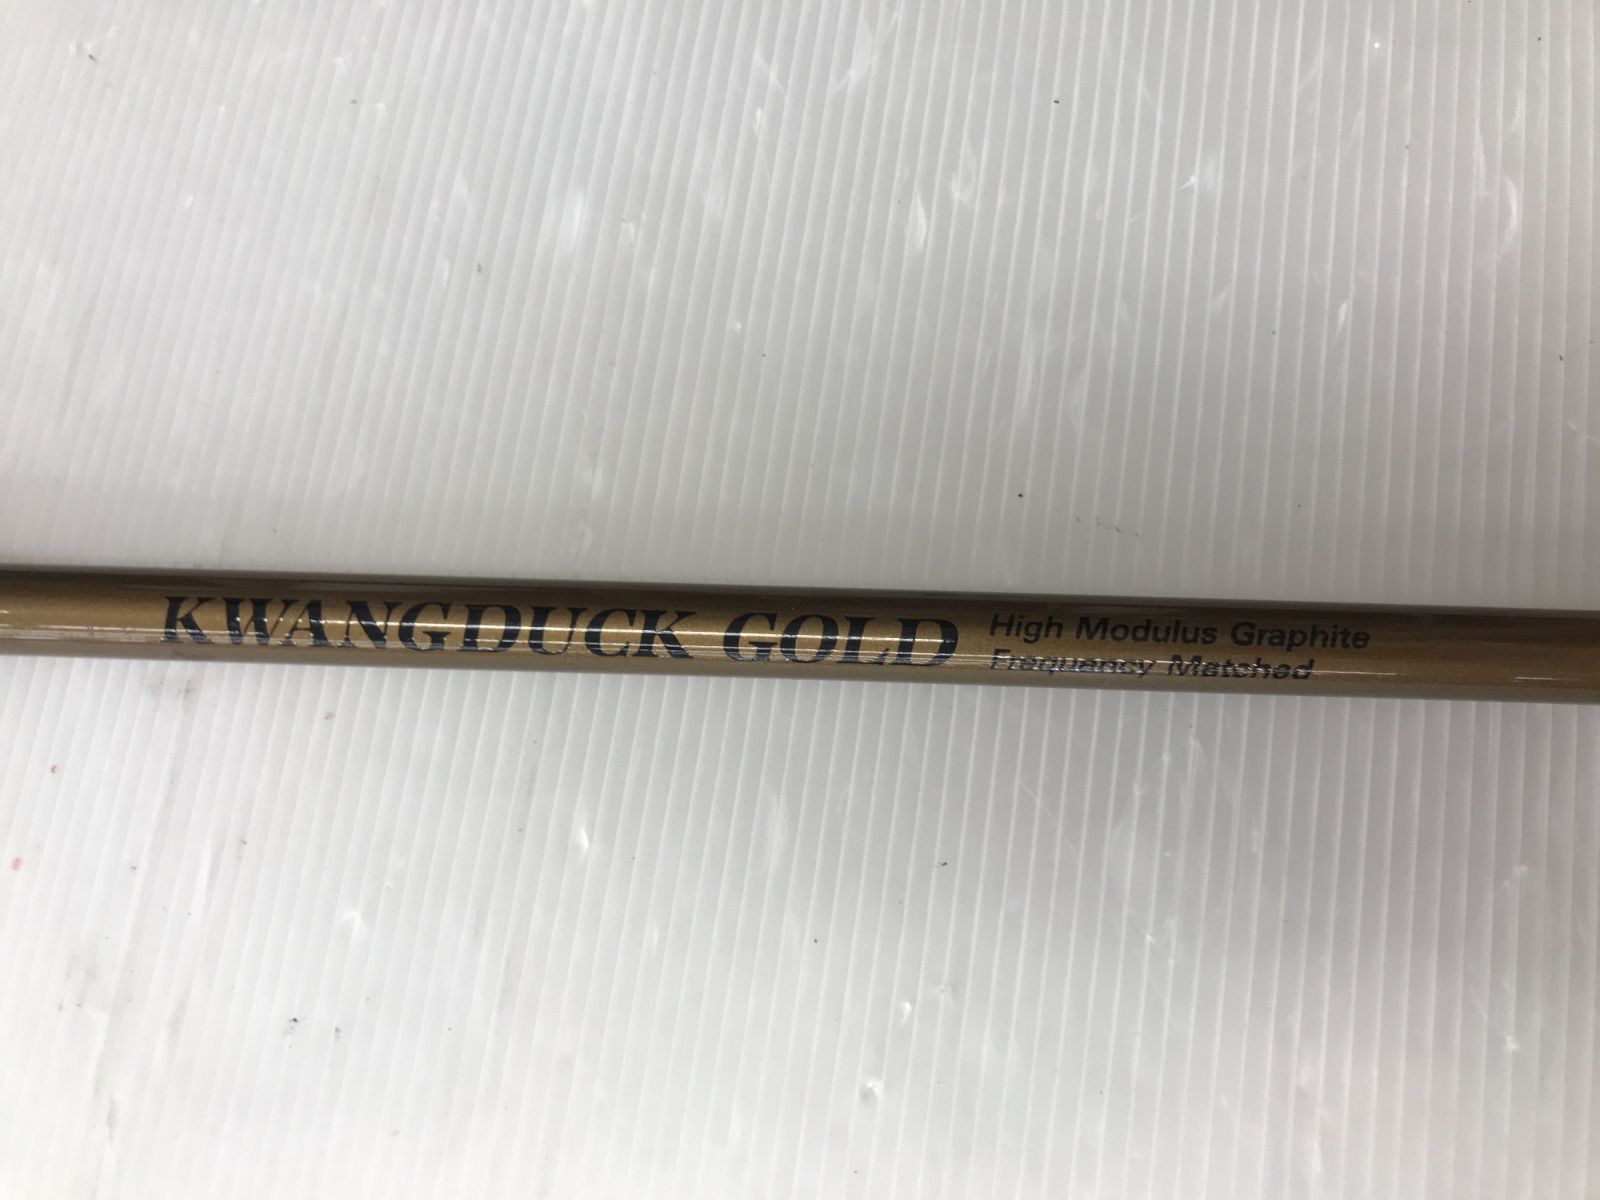 KWANGDUCK GOLD High Modulus Graphite
Frequency Matched